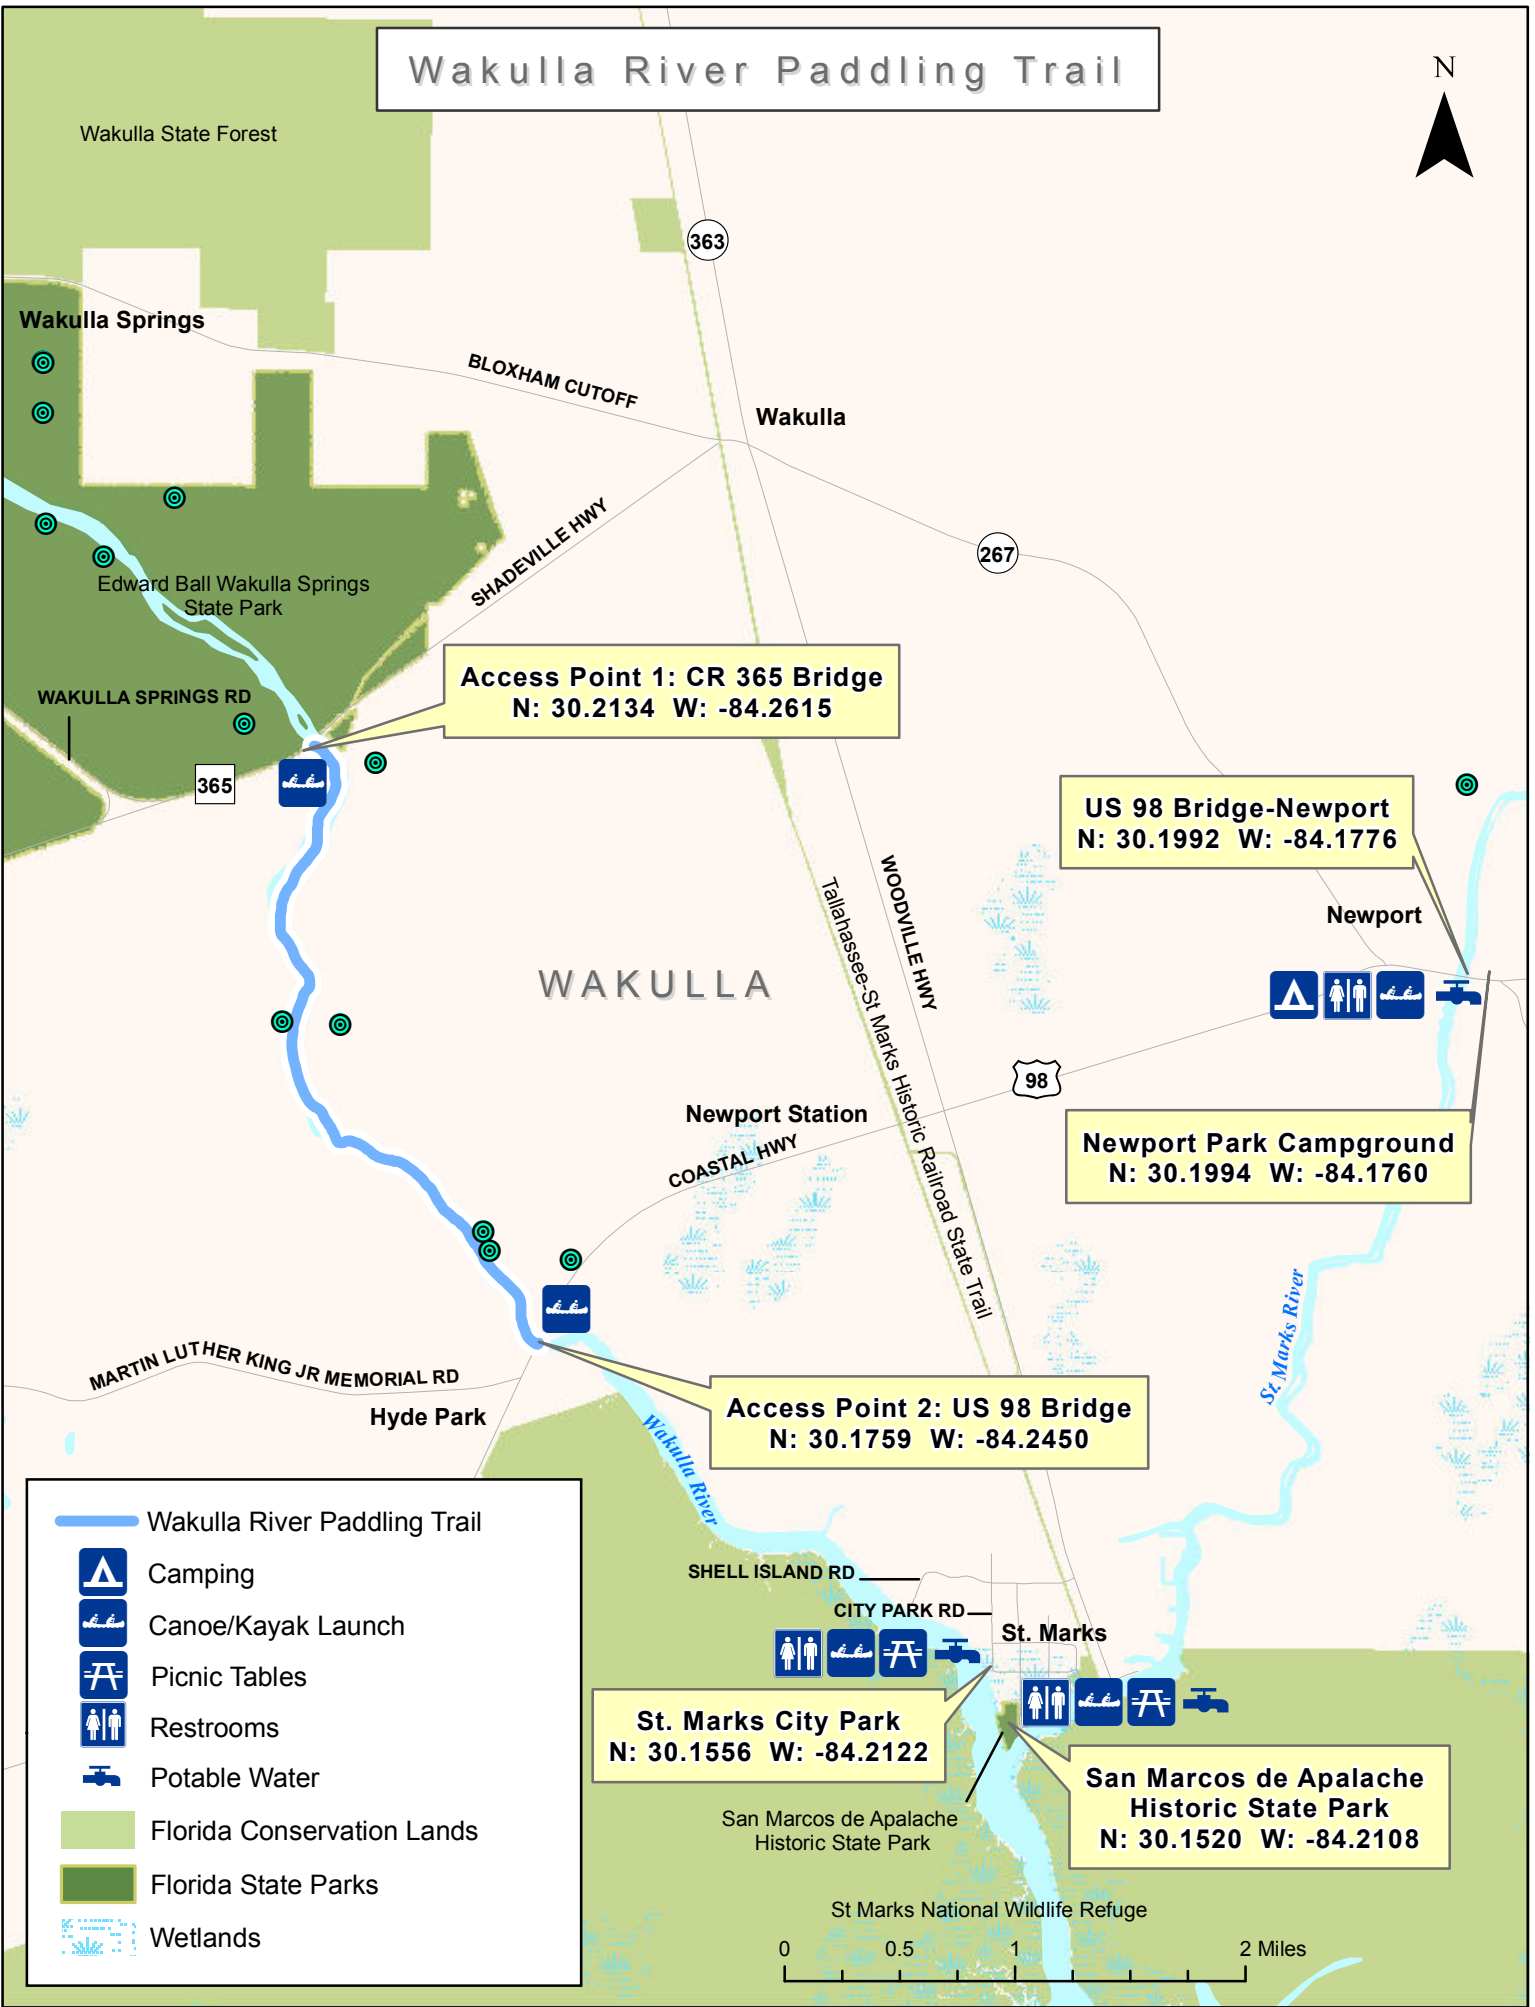 Wakulla River Paddling Trail
N
Wakulla State Forest
363
Wakulla Springs
BLOXHAM CUTOFF
Wakulla
SHADEVILLE HWY
267
Edward Ball Wakulla Springs
State Park
Access Point 1: CR 365 Bridge
N: 30.2134 W: -84.2615
WAKULLA SPRINGS RD
365
US 98 Bridge-Newport
N: 30.1992 W: -84.1776
WOODVILLE HWY
Tallahassee-St Marks Historic Railroad State Trail
Newport
WAKULLA
98
Newport Station
COASTAL HWY
Newport Park Campground
N: 30.1994 W: -84.1760
St. Marks River
MARTIN LUTHER KING JR MEMORIAL RD
Hyde Park
Access Point 2: US 98 Bridge
N: 30.1759 W: -84.2450
Wakulla River
SHELL ISLAND RD
CITY PARK RD
St. Marks
St. Marks City Park
N: 30.1556 W: -84.2122
San Marcos de Apalache
Historic State Park
N: 30.1520 W: -84.2108
San Marcos de Apalache
Historic State Park
St Marks National Wildlife Refuge
0 0.5 1 2 Miles
Wakulla River Paddling Trail
Camping
Canoe/Kayak Launch
Picnic Tables
Restrooms
Potable Water
Florida Conservation Lands
Florida State Parks
Wetlands